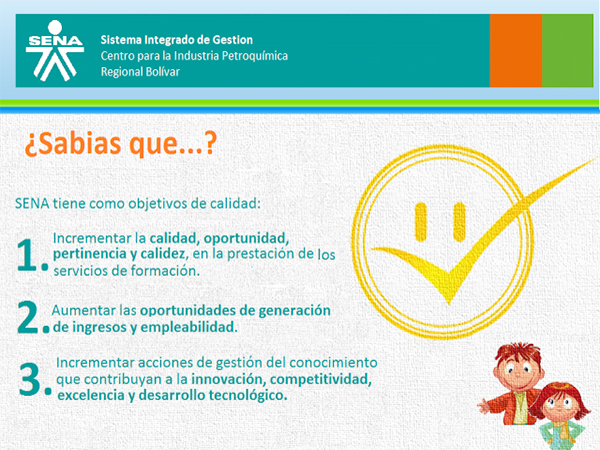 SENA
Sistema Integrado de Gestion
Centro para la Industria Petroquímica
Regional Bolívar
¿Sabias que...?
SENA tiene como objetivos de calidad:
1. Incrementar la calidad, oportunidad,
pertinencia y calidez, en la prestación de los
servicios de formación.
2. Aumentar las oportunidades de generación
de ingresos y empleabilidad.
3. Incrementar acciones de gestión del conocimiento
que contribuyan a la innovación, competitividad,
excelencia y desarrollo tecnológico.